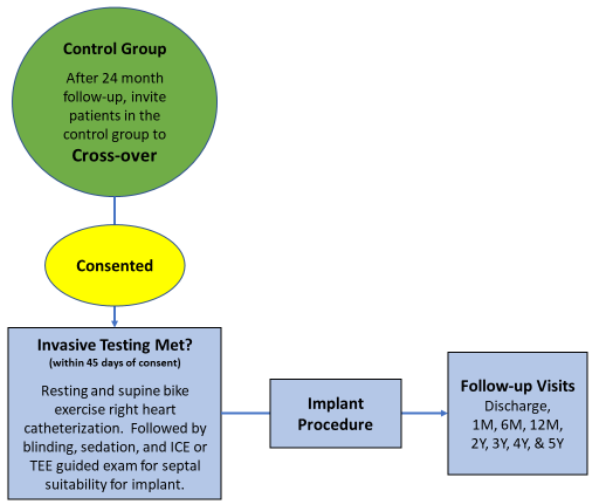 Control Group
After 24 month
follow-up, invite
patients in the
control group to
Cross-over
Consented
Invasive Testing Met?
(within 45 days of consent)
Resting and supine bike
exercise right heart
catheterization. Followed by
blinding, sedation, and ICE or
TEE guided exam for septal
suitability for implant.
Implant
Procedure
Follow-up Visits
Discharge,
1M, 6M, 12M,
2Y, 3Y, 4Y, & 5Y